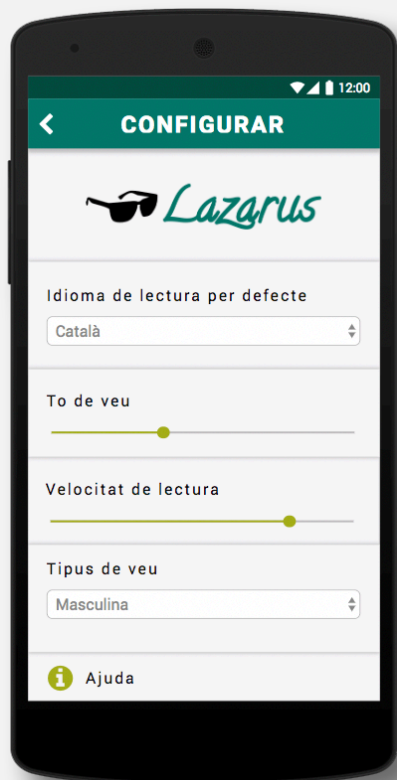 12:00
CONFIGURAR
Lazarus
Idioma de lectura per defecte
Català
To de veu
Velocitat de lectura
Tipus de veu
Masculina
Ajuda